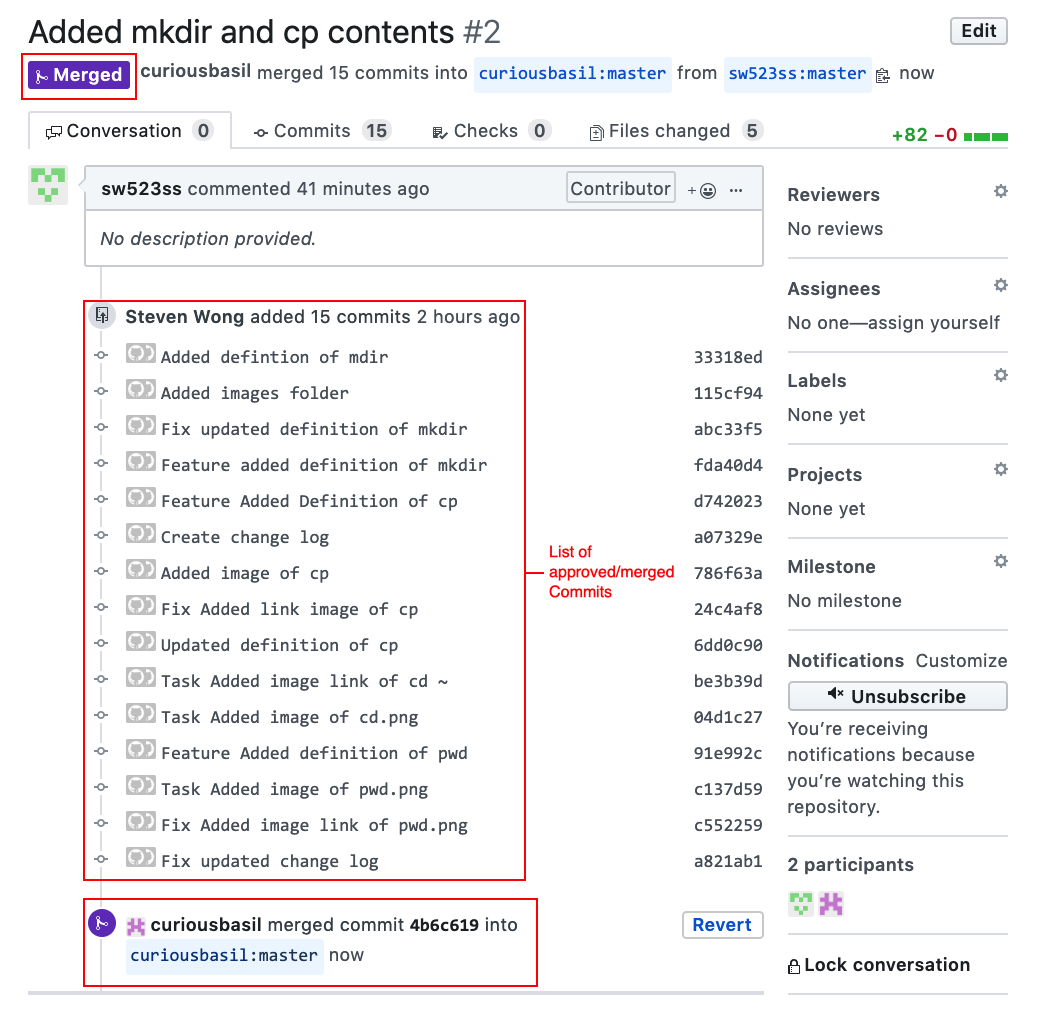 Added mkdir and cp contents #2
Edit
Merged curiousbasil merged 15 commits into curiousbasil:master from sw523ss:master now
Conversation 0 Commits 15 Checks 0 Files changed 5
+82 −0
sw523ss commented 41 minutes ago Contributor
No description provided.
Steven Wong added 15 commits 2 hours ago
Added defintion of mdir 33318ed
Added images folder 115cf94
Fix updated definition of mkdir abc33f5
Feature added definition of mkdir fda40d4
Feature Added Definition of cp d742023
Create change log a07329e
Added image of cp 786f63a
Fix Added link image of cp 24c4af8
Updated definition of cp 6dd0c90
Task Added image link of cd ~ be3b39d
Task Added image of cd.png 04d1c27
Feature Added definition of pwd 91e992c
Task Added image of pwd.png c137d59
Fix Added image link of pwd.png c552259
Fix updated change log a821ab1
List of
approved/merged
Commits
curiousbasil merged commit 4b6c619 into
curiousbasil:master now
Revert
Reviewers
No reviews
Assignees
No one—assign yourself
Labels
None yet
Projects
None yet
Milestone
No milestone
Notifications Customize
Unsubscribe
You’re receiving
notifications because
you’re watching this
repository.
2 participants
Lock conversation